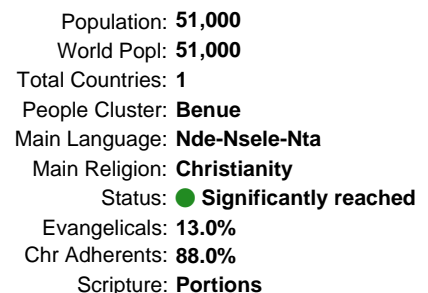 Population: 51,000
World Popl: 51,000
Total Countries: 1
People Cluster: Benue
Main Language: Nde-Nsele-Nta
Main Religion: Christianity
Status: Significantly reached
Evangelicals: 13.0%
Chr Adherents: 88.0%
Scripture: Portions